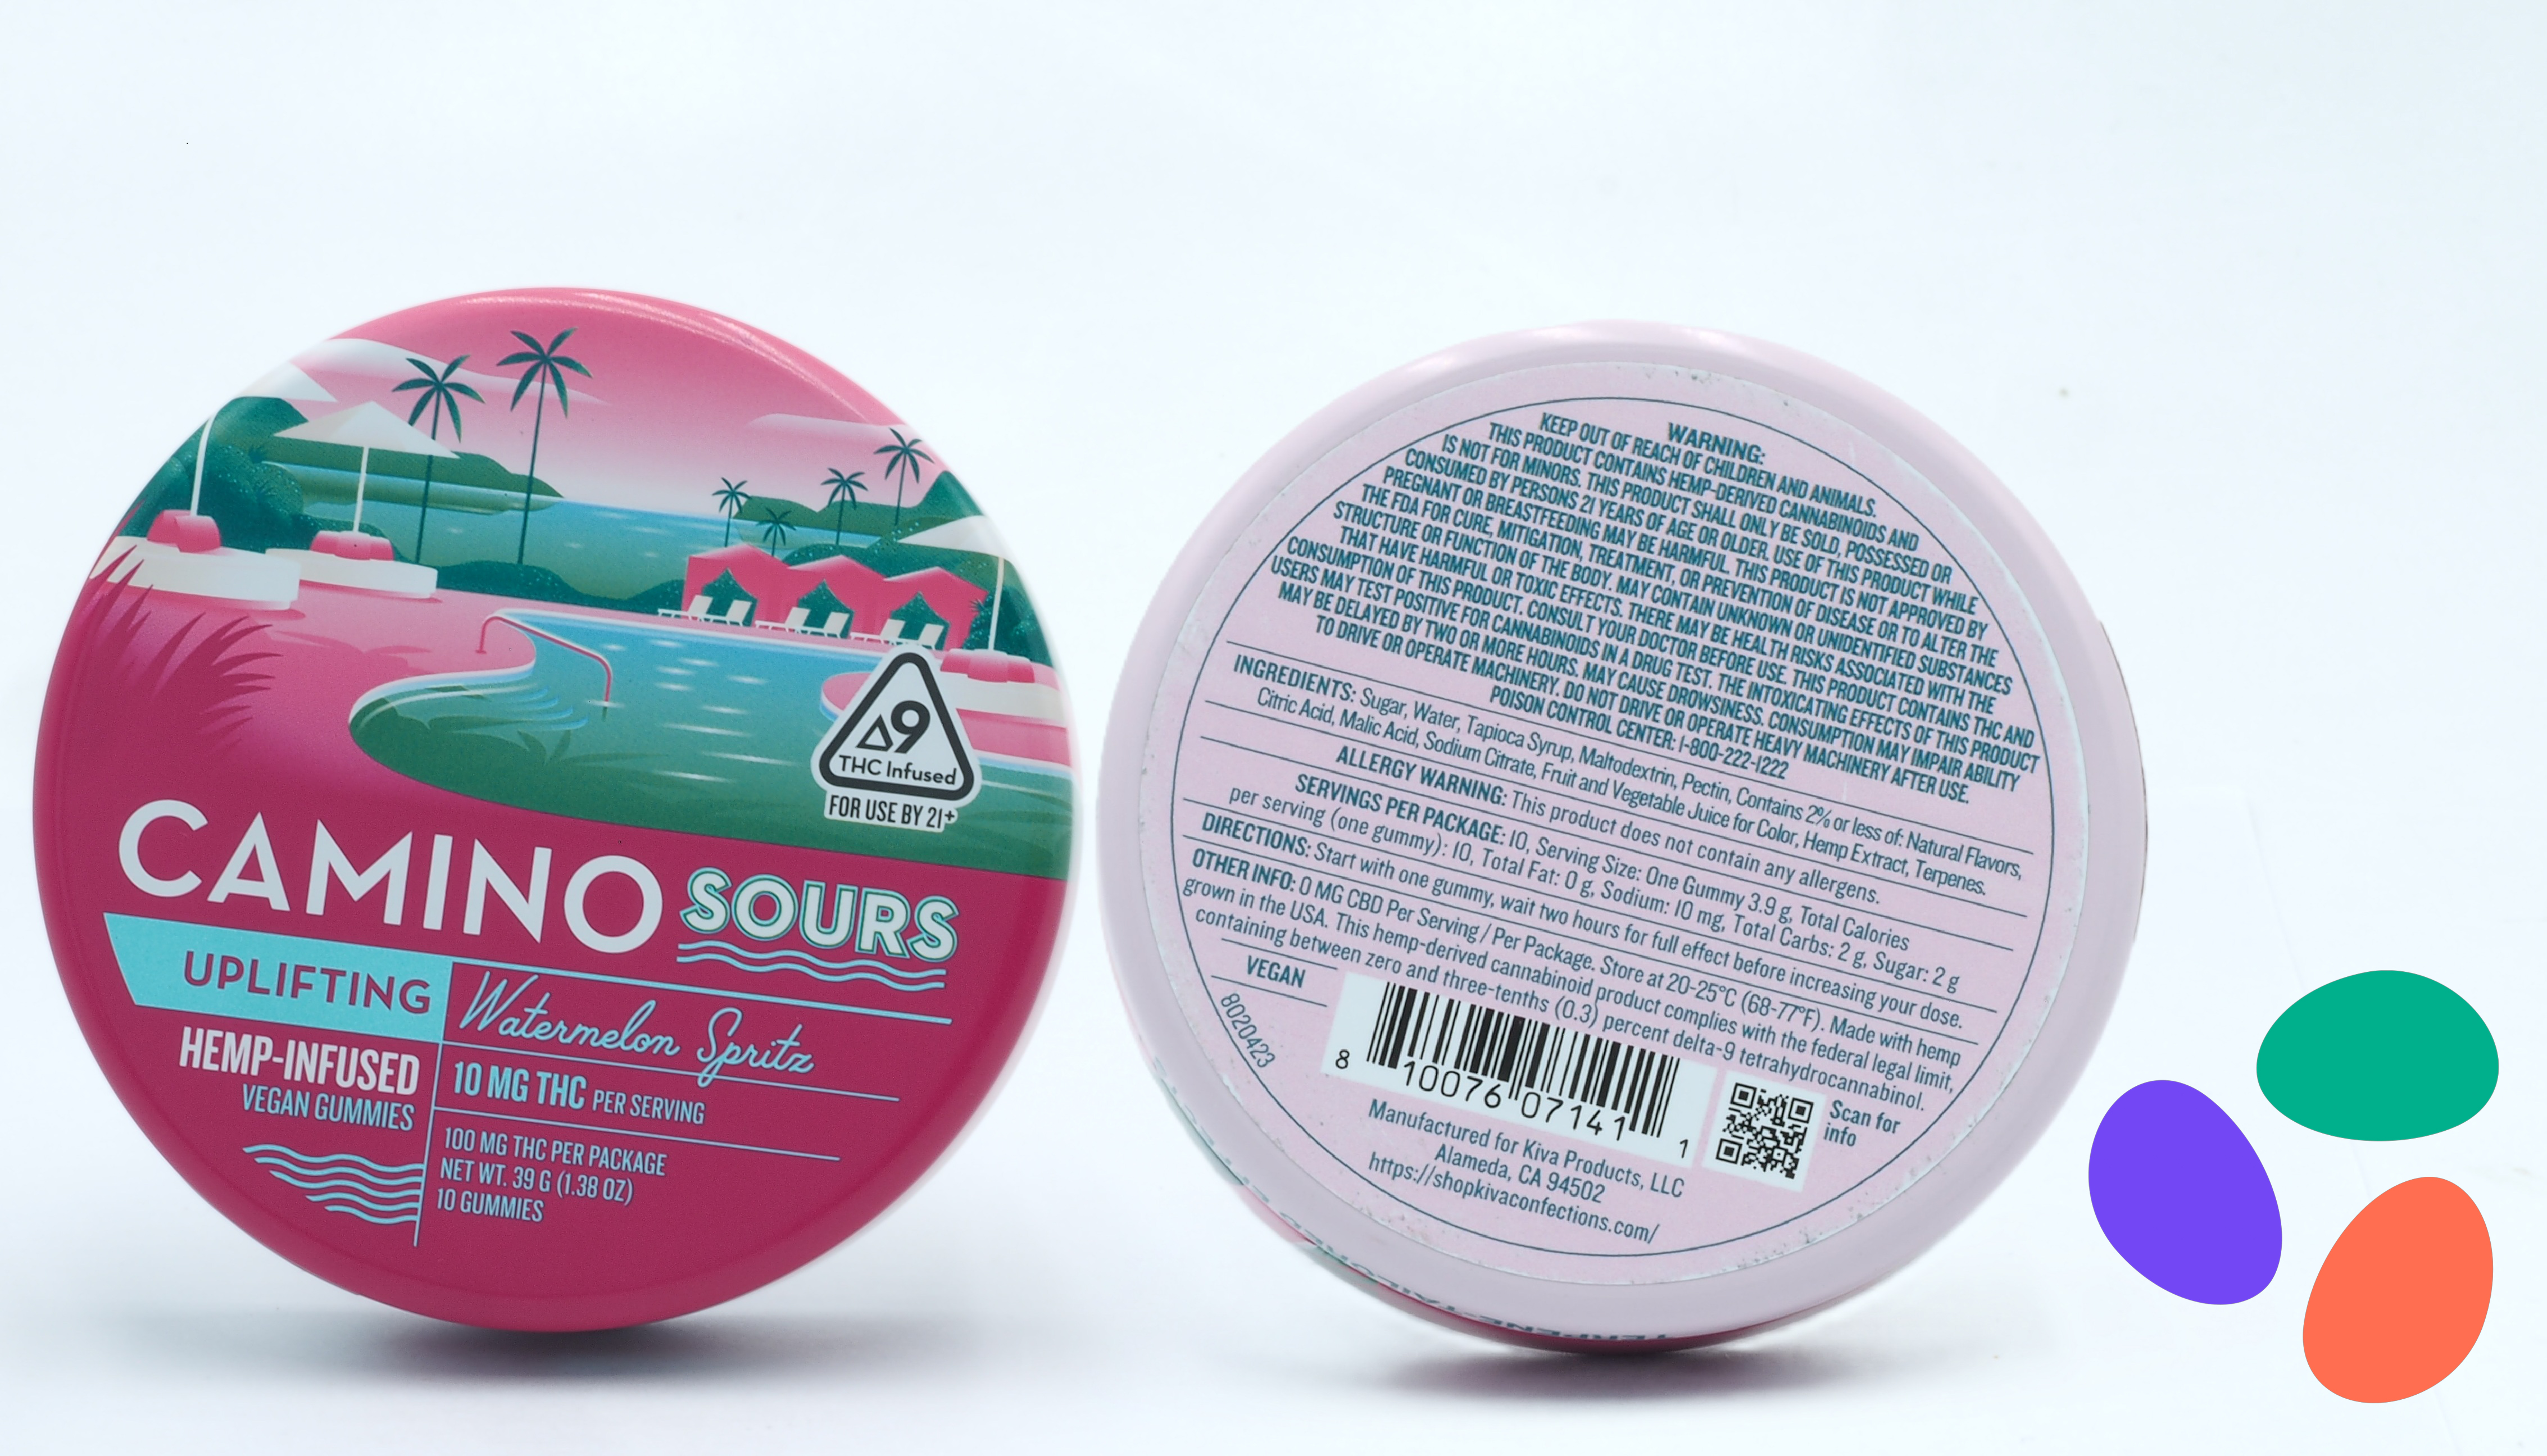 Δ9
THC Infused
FOR USE BY 21+
CAMINO SOURS
UPLIFTING
Watermelon Spritz
HEMP-INFUSED
VEGAN GUMMIES
10 MG THC PER SERVING
100 MG THC PER PACKAGE
NET WT. 39 G (1.38 OZ)
10 GUMMIES
WARNING:
KEEP OUT OF REACH OF CHILDREN AND ANIMALS.
THIS PRODUCT CONTAINS HEMP-DERIVED CANNABINOIDS AND
IS NOT FOR MINORS. THIS PRODUCT SHALL ONLY BE SOLD, POSSESSED OR
CONSUMED BY PERSONS 21 YEARS OF AGE OR OLDER. USE OF THIS PRODUCT WHILE
PREGNANT OR BREASTFEEDING MAY BE HARMFUL. THIS PRODUCT IS NOT APPROVED BY
THE FDA FOR CURE, MITIGATION, TREATMENT, OR PREVENTION OF DISEASE OR TO ALTER THE
STRUCTURE OR FUNCTION OF THE BODY. MAY CONTAIN UNKNOWN OR UNIDENTIFIED SUBSTANCES
THAT HAVE HARMFUL OR TOXIC EFFECTS. THERE MAY BE HEALTH RISKS ASSOCIATED WITH THE
CONSUMPTION OF THIS PRODUCT. CONSULT YOUR DOCTOR BEFORE USE. THIS PRODUCT CONTAINS THC AND
USERS MAY TEST POSITIVE FOR CANNABINOIDS IN A DRUG TEST. THE INTOXICATING EFFECTS OF THIS PRODUCT
MAY BE DELAYED BY TWO OR MORE HOURS. MAY CAUSE DROWSINESS. CONSUMPTION MAY IMPAIR ABILITY
TO DRIVE OR OPERATE MACHINERY. DO NOT DRIVE OR OPERATE HEAVY MACHINERY AFTER USE.
POISON CONTROL CENTER: 1-800-222-1222
INGREDIENTS: Sugar, Water, Tapioca Syrup, Maltodextrin, Pectin, Contains 2% or less of: Natural Flavors,
Citric Acid, Malic Acid, Sodium Citrate, Fruit and Vegetable Juice for Color, Hemp Extract, Terpenes.
ALLERGY WARNING: This product does not contain any allergens.
SERVINGS PER PACKAGE: 10, Serving Size: One Gummy 3.9 g, Total Calories
per serving (one gummy): 10, Total Fat: 0 g, Sodium: 10 mg, Total Carbs: 2 g, Sugar: 2 g
DIRECTIONS: Start with one gummy, wait two hours for full effect before increasing your dose.
OTHER INFO: 0 MG CBD Per Serving / Per Package. Store at 20-25°C (68-77°F). Made with hemp
grown in the USA. This hemp-derived cannabinoid product complies with the federal legal limit,
containing between zero and three-tenths (0.3) percent delta-9 tetrahydrocannabinol.
VEGAN
8020423
8 10076 07141 1
Scan for
info
Manufactured for Kiva Products, LLC
Alameda, CA 94502
https://shopkivaconfections.com/